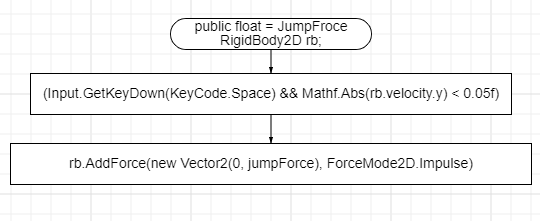 public float = JumpFroce
RigidBody2D rb;
(Input.GetKeyDown(KeyCode.Space) && Mathf.Abs(rb.velocity.y) < 0.05f)
rb.AddForce(new Vector2(0, jumpForce), ForceMode2D.Impulse)